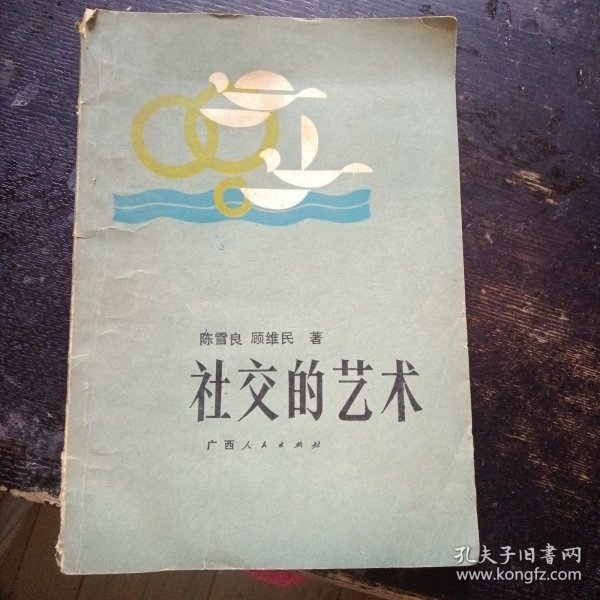 陈雪良 顾维民 著
社交的艺术
广西人民出版社
孔夫子旧书网
www.kongfz.com